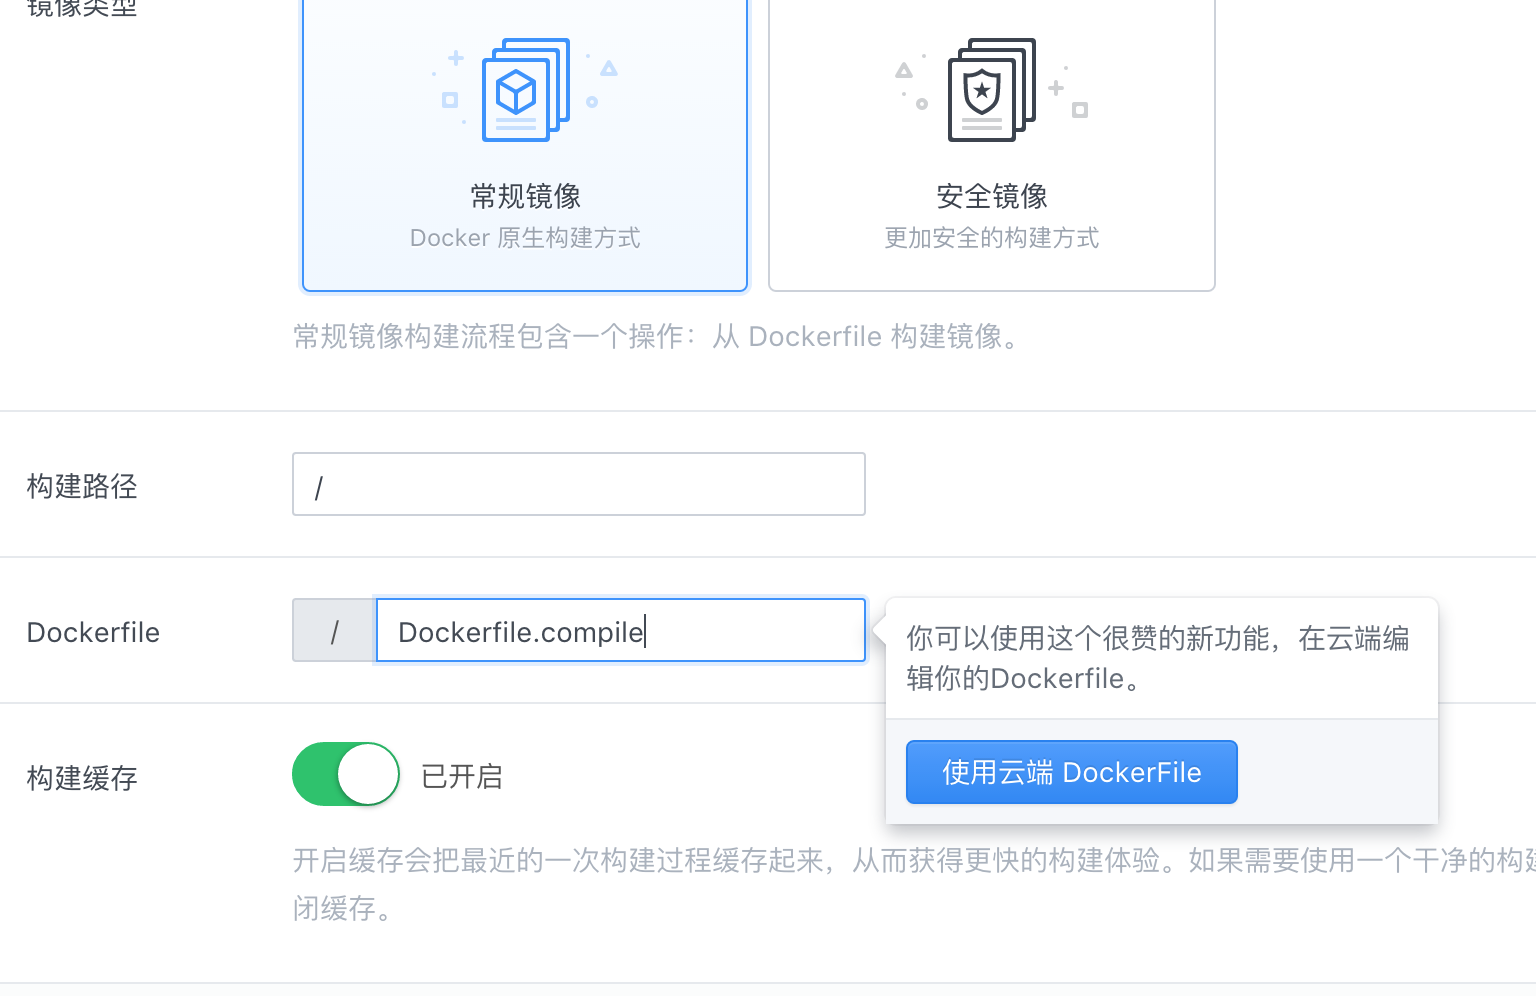 镜像类型
常规镜像
Docker 原生构建方式
安全镜像
更加安全的构建方式
常规镜像构建流程包含一个操作：从 Dockerfile 构建镜像。
构建路径
/
Dockerfile
/
Dockerfile.compile
你可以使用这个很赞的新功能，在云端编
辑你的Dockerfile。
使用云端 DockerFile
构建缓存
已开启
开启缓存会把最近的一次构建过程缓存起来，从而获得更快的构建体验。如果需要使用一个干净的构建
闭缓存。